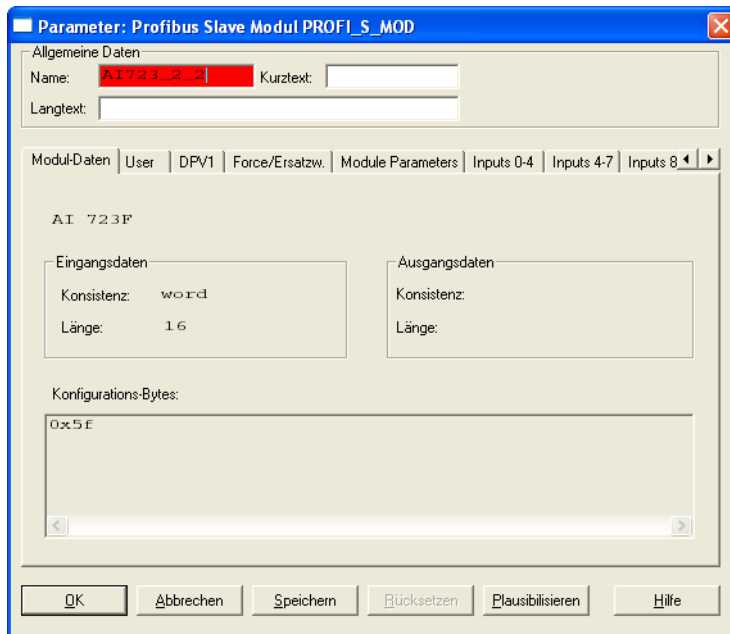 Parameter: Profibus Slave Modul PROFI_S_MOD
Allgemeine Daten
Name: AI723_2_2 Kurztext:
Langtext:
Modul-Daten User DPV1 Force/Ersatzw. Module Parameters Inputs 0-4 Inputs 4-7 Inputs 8
AI 723F
Eingangsdaten Ausgangsdaten
Konsistenz: word Konsistenz:
Länge: 16 Länge:
Konfigurations-Bytes:
0x5f
OK Abbrechen Speichern Rücksetzen Plausibilisieren Hilfe